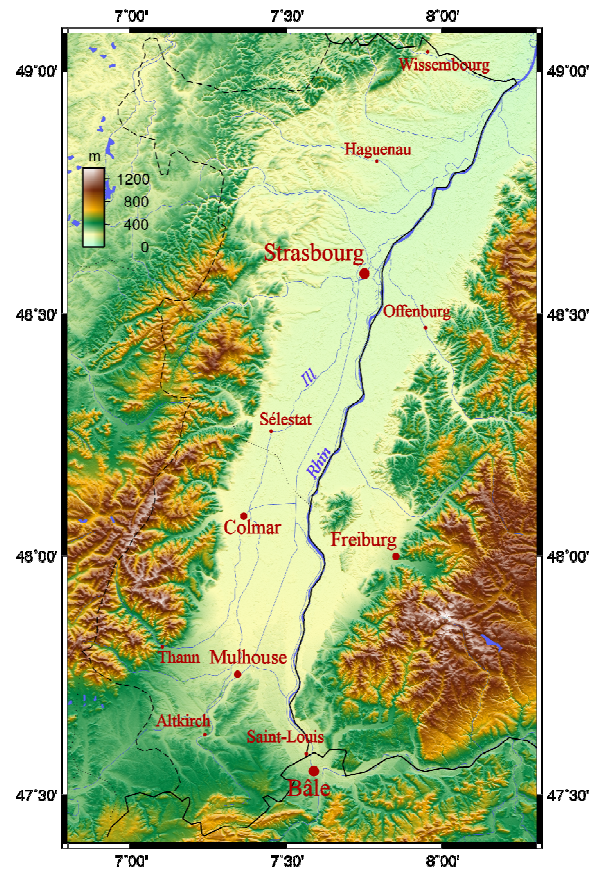 7°00' 7°30' 8°00'
49°00' 49°00'
Wissembourg
Haguenau
m
1200
800
400
0
Strasbourg
48°30' 48°30'
Offenburg
Ill
Sélestat
Rhin
Colmar
Freiburg
48°00' 48°00'
Thann Mulhouse
Altkirch
Saint-Louis
Bâle
47°30' 47°30'
7°00' 7°30' 8°00'